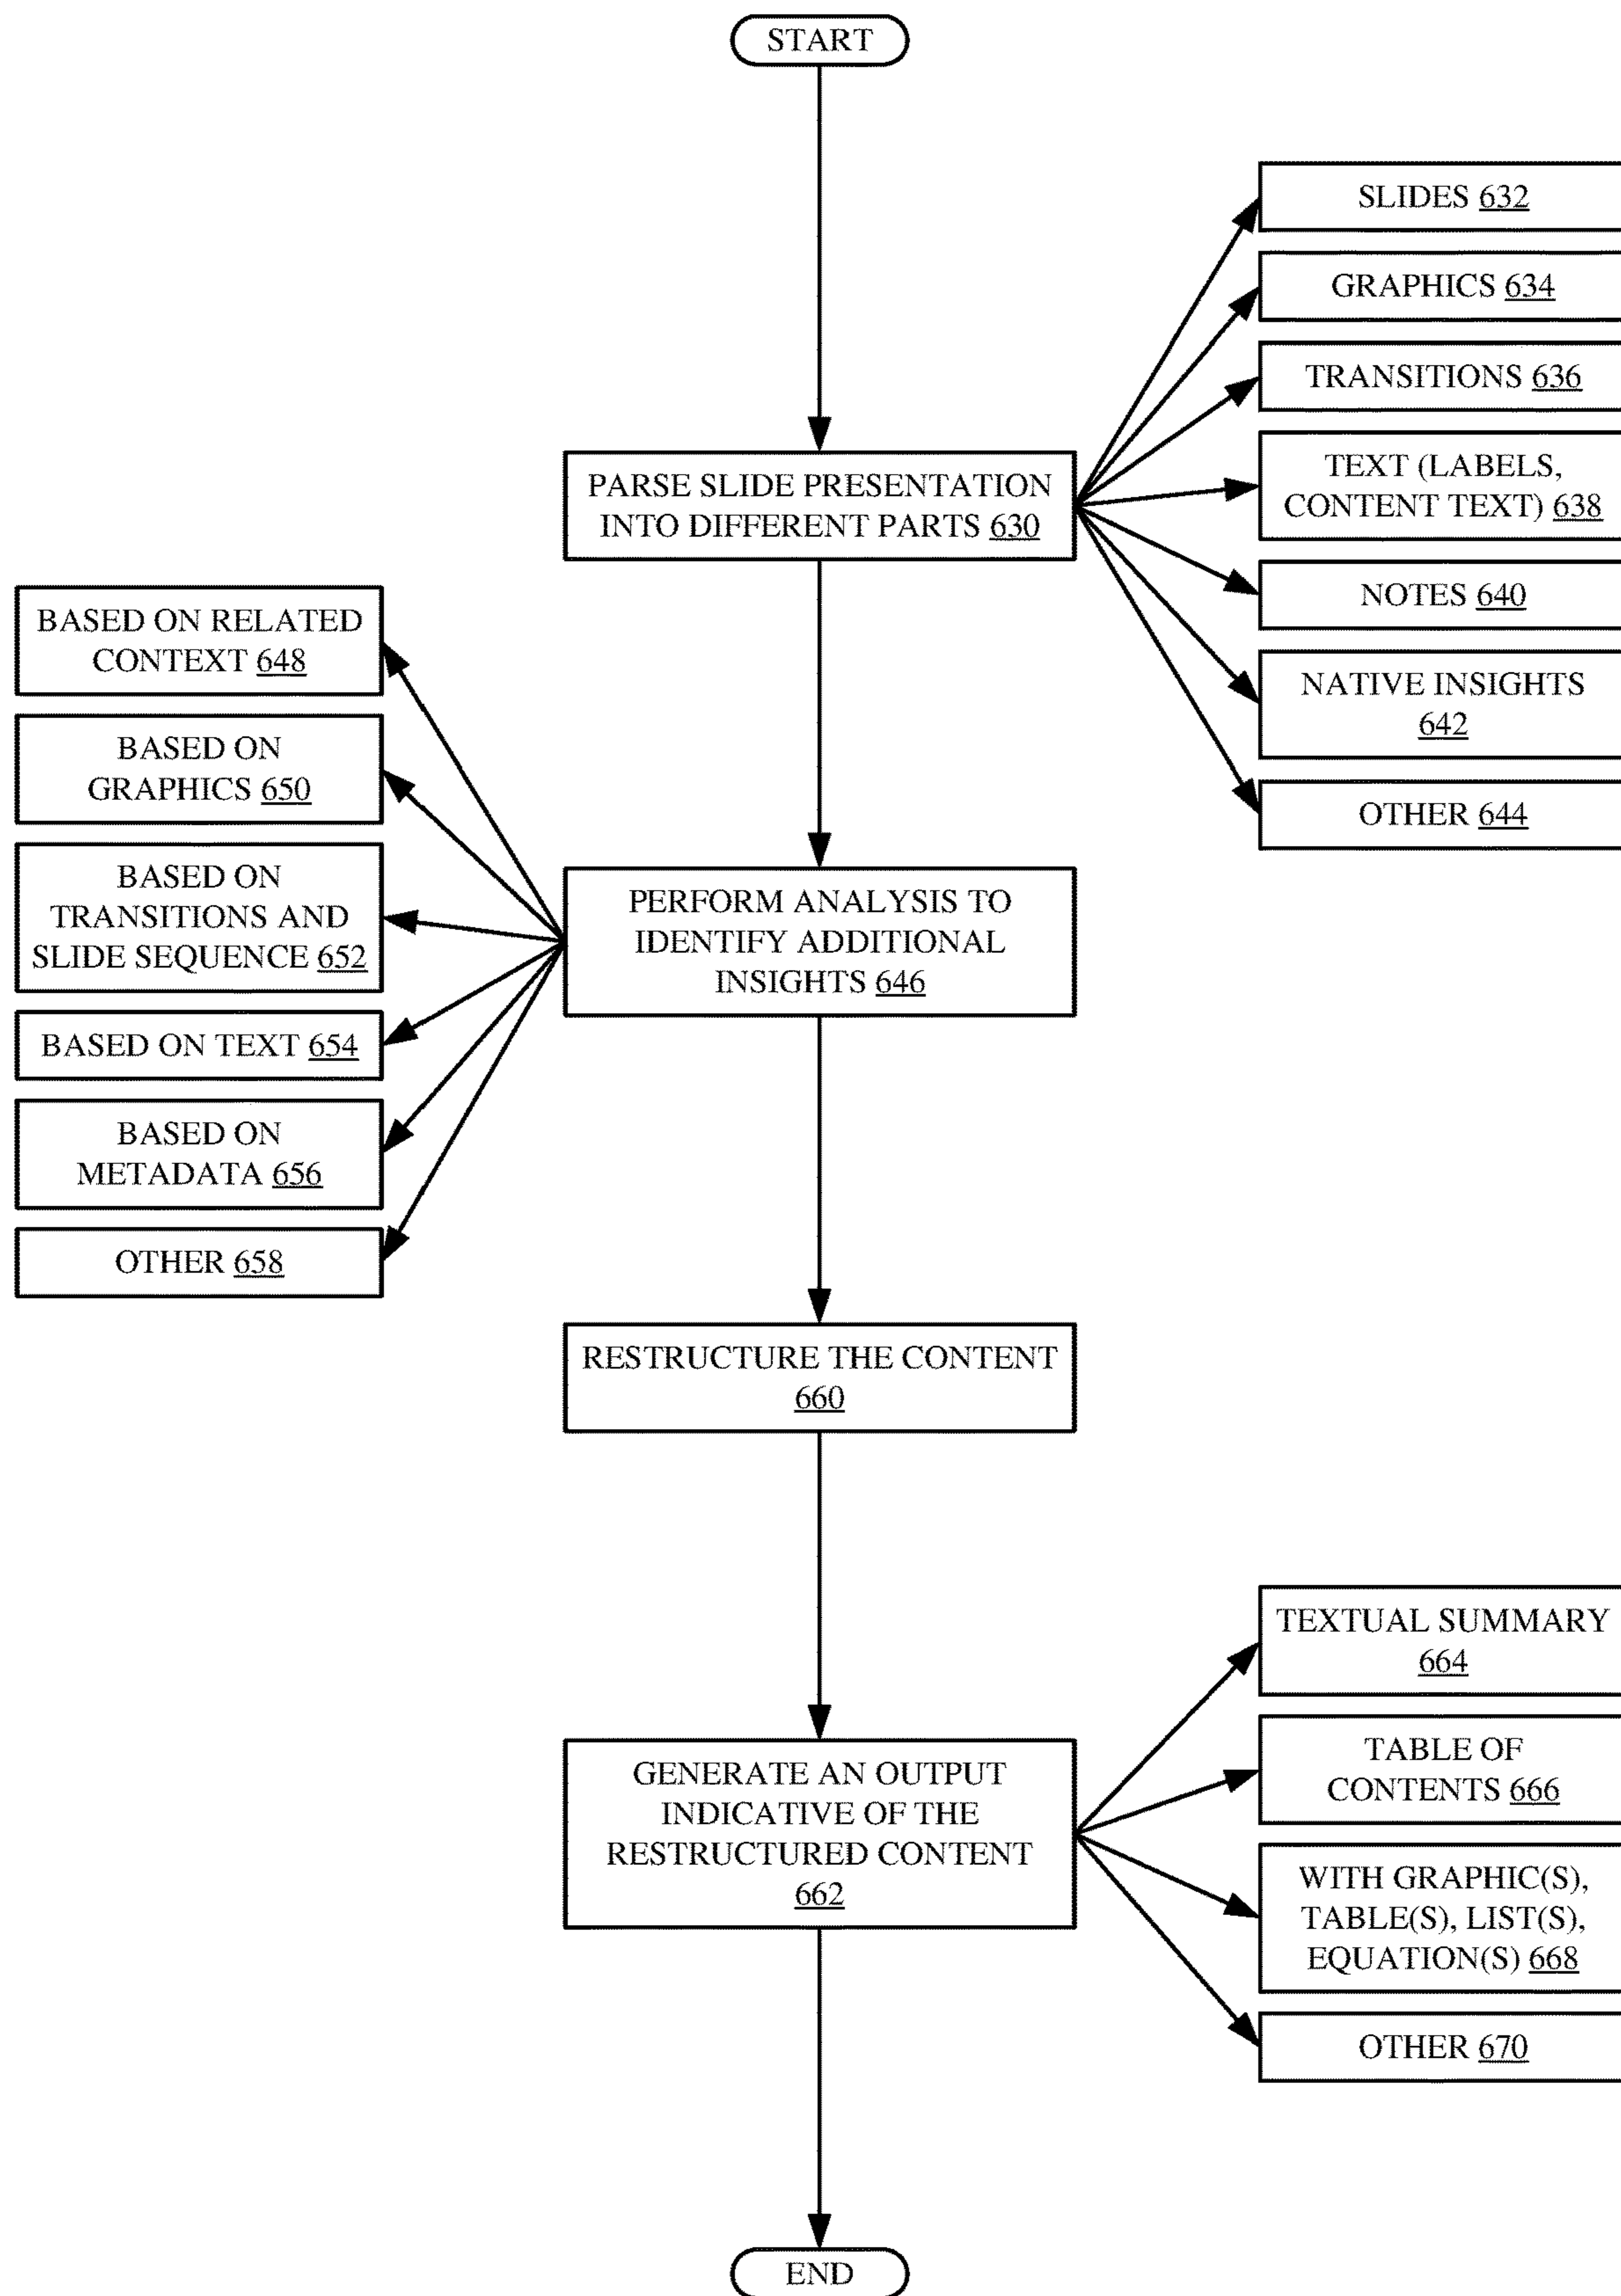 START
SLIDES 632
GRAPHICS 634
TRANSITIONS 636
TEXT (LABELS,
CONTENT TEXT) 638
NOTES 640
NATIVE INSIGHTS
642
OTHER 644
PARSE SLIDE PRESENTATION
INTO DIFFERENT PARTS 630
BASED ON RELATED
CONTEXT 648
BASED ON
GRAPHICS 650
BASED ON
TRANSITIONS AND
SLIDE SEQUENCE 652
BASED ON TEXT 654
BASED ON
METADATA 656
OTHER 658
PERFORM ANALYSIS TO
IDENTIFY ADDITIONAL
INSIGHTS 646
RESTRUCTURE THE CONTENT
660
GENERATE AN OUTPUT
INDICATIVE OF THE
RESTRUCTURED CONTENT
662
TEXTUAL SUMMARY
664
TABLE OF
CONTENTS 666
WITH GRAPHIC(S),
TABLE(S), LIST(S),
EQUATION(S) 668
OTHER 670
END